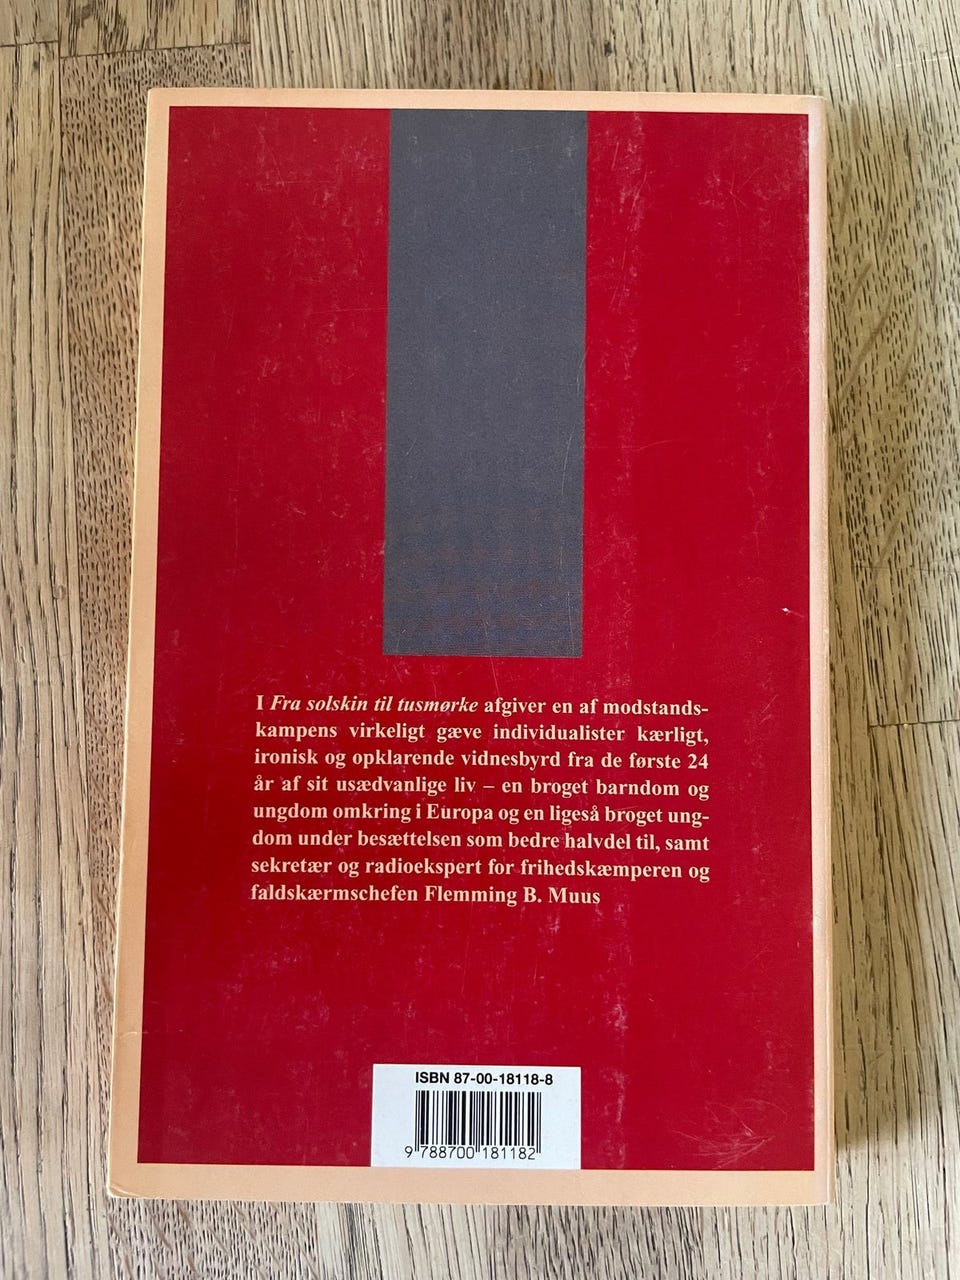 I Fra solskin til tusmørke afgiver en af modstands-
kampens virkeligt gæve individualister kærligt,
ironisk og opklarende vidnesbyrd fra de første 24
år af sit usædvanlige liv – en broget barndom og
ungdom omkring i Europa og en ligeså broget ung-
dom under besættelsen som bedre halvdel til, samt
sekretær og radioekspert for frihedskæmperen og
faldskærmschefen Flemming B. Muus
ISBN 87-00-18118-8
9 788700 181182